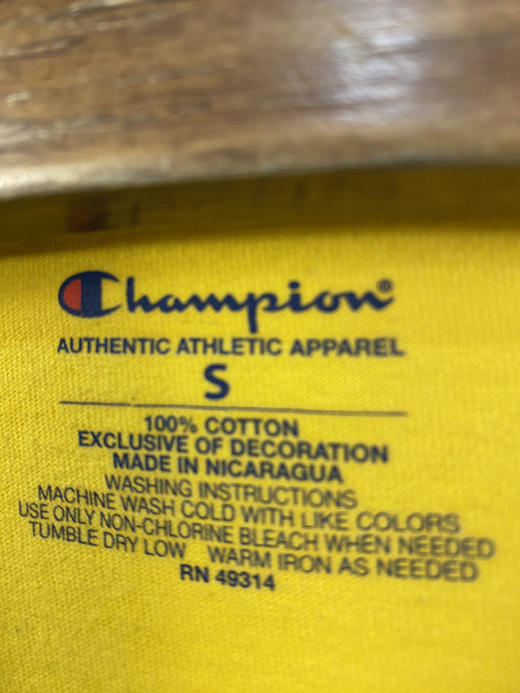 Champion®
AUTHENTIC ATHLETIC APPAREL
S
100% COTTON
EXCLUSIVE OF DECORATION
MADE IN NICARAGUA
WASHING INSTRUCTIONS
MACHINE WASH COLD WITH LIKE COLORS
USE ONLY NON-CHLORINE BLEACH WHEN NEEDED
TUMBLE DRY LOW WARM IRON AS NEEDED
RN 49314